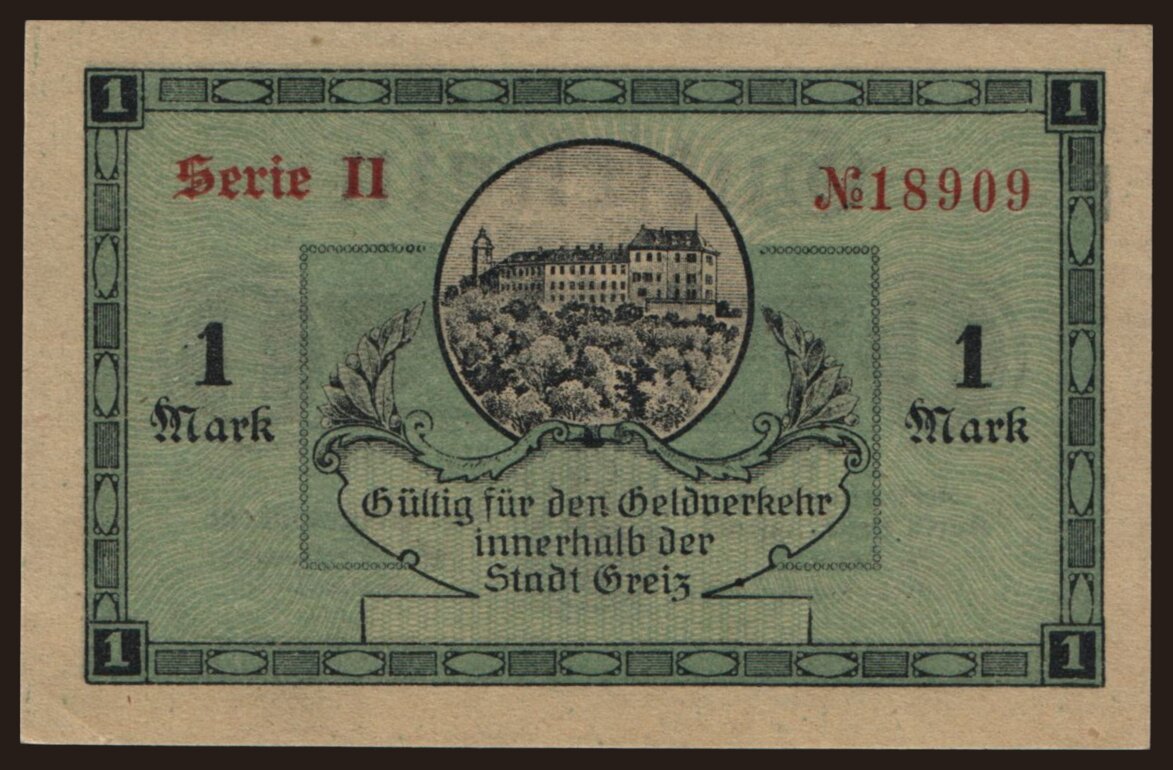 1 1
Serie II №18909
1 1
Mark Mark
Gültig für den Geldverkehr
innerhalb der
Stadt Greiz
1 1